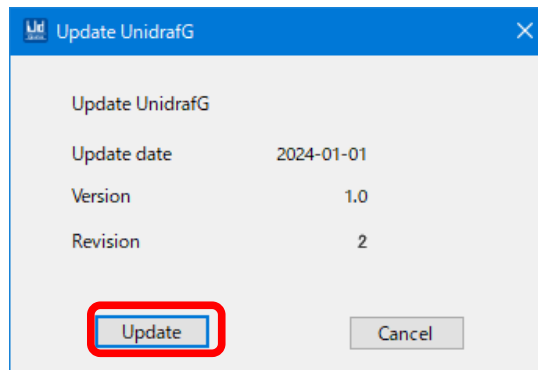 Update UnidrafG
Update UnidrafG
Update date 2024-01-01
Version 1.0
Revision 2
Update Cancel